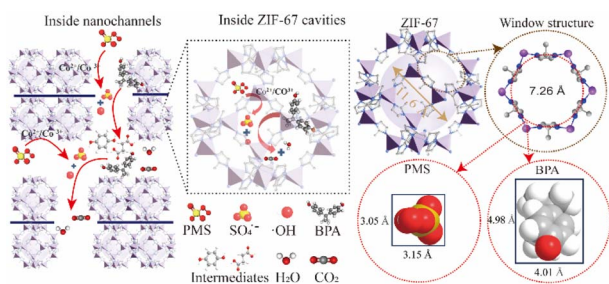 Inside nanochannels
Co²⁺/Co³⁺
Co²⁺/Co³⁺
Inside ZIF-67 cavities
Co²⁺/CO³⁺
PMS
SO₄·⁻
·OH
BPA
Intermediates
H₂O
CO₂
ZIF-67
11.6 Å
Window structure
7.26 Å
PMS
3.05 Å
3.15 Å
BPA
4.98 Å
4.01 Å